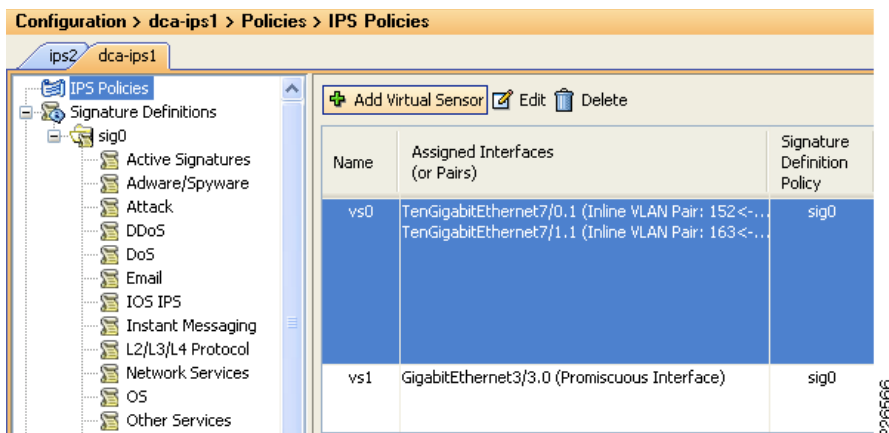 Configuration > dca-ips1 > Policies > IPS Policies
ips2 dca-ips1
IPS Policies
Signature Definitions
sig0
Active Signatures
Adware/Spyware
Attack
DDoS
DoS
Email
IOS IPS
Instant Messaging
L2/L3/L4 Protocol
Network Services
OS
Other Services
Add Virtual Sensor Edit Delete
Name
Assigned Interfaces
(or Pairs)
Signature
Definition
Policy
vs0
TenGigabitEthernet7/0.1 (Inline VLAN Pair: 152<-...
TenGigabitEthernet7/1.1 (Inline VLAN Pair: 163<-...
sig0
vs1 GigabitEthernet3/3.0 (Promiscuous Interface) sig0